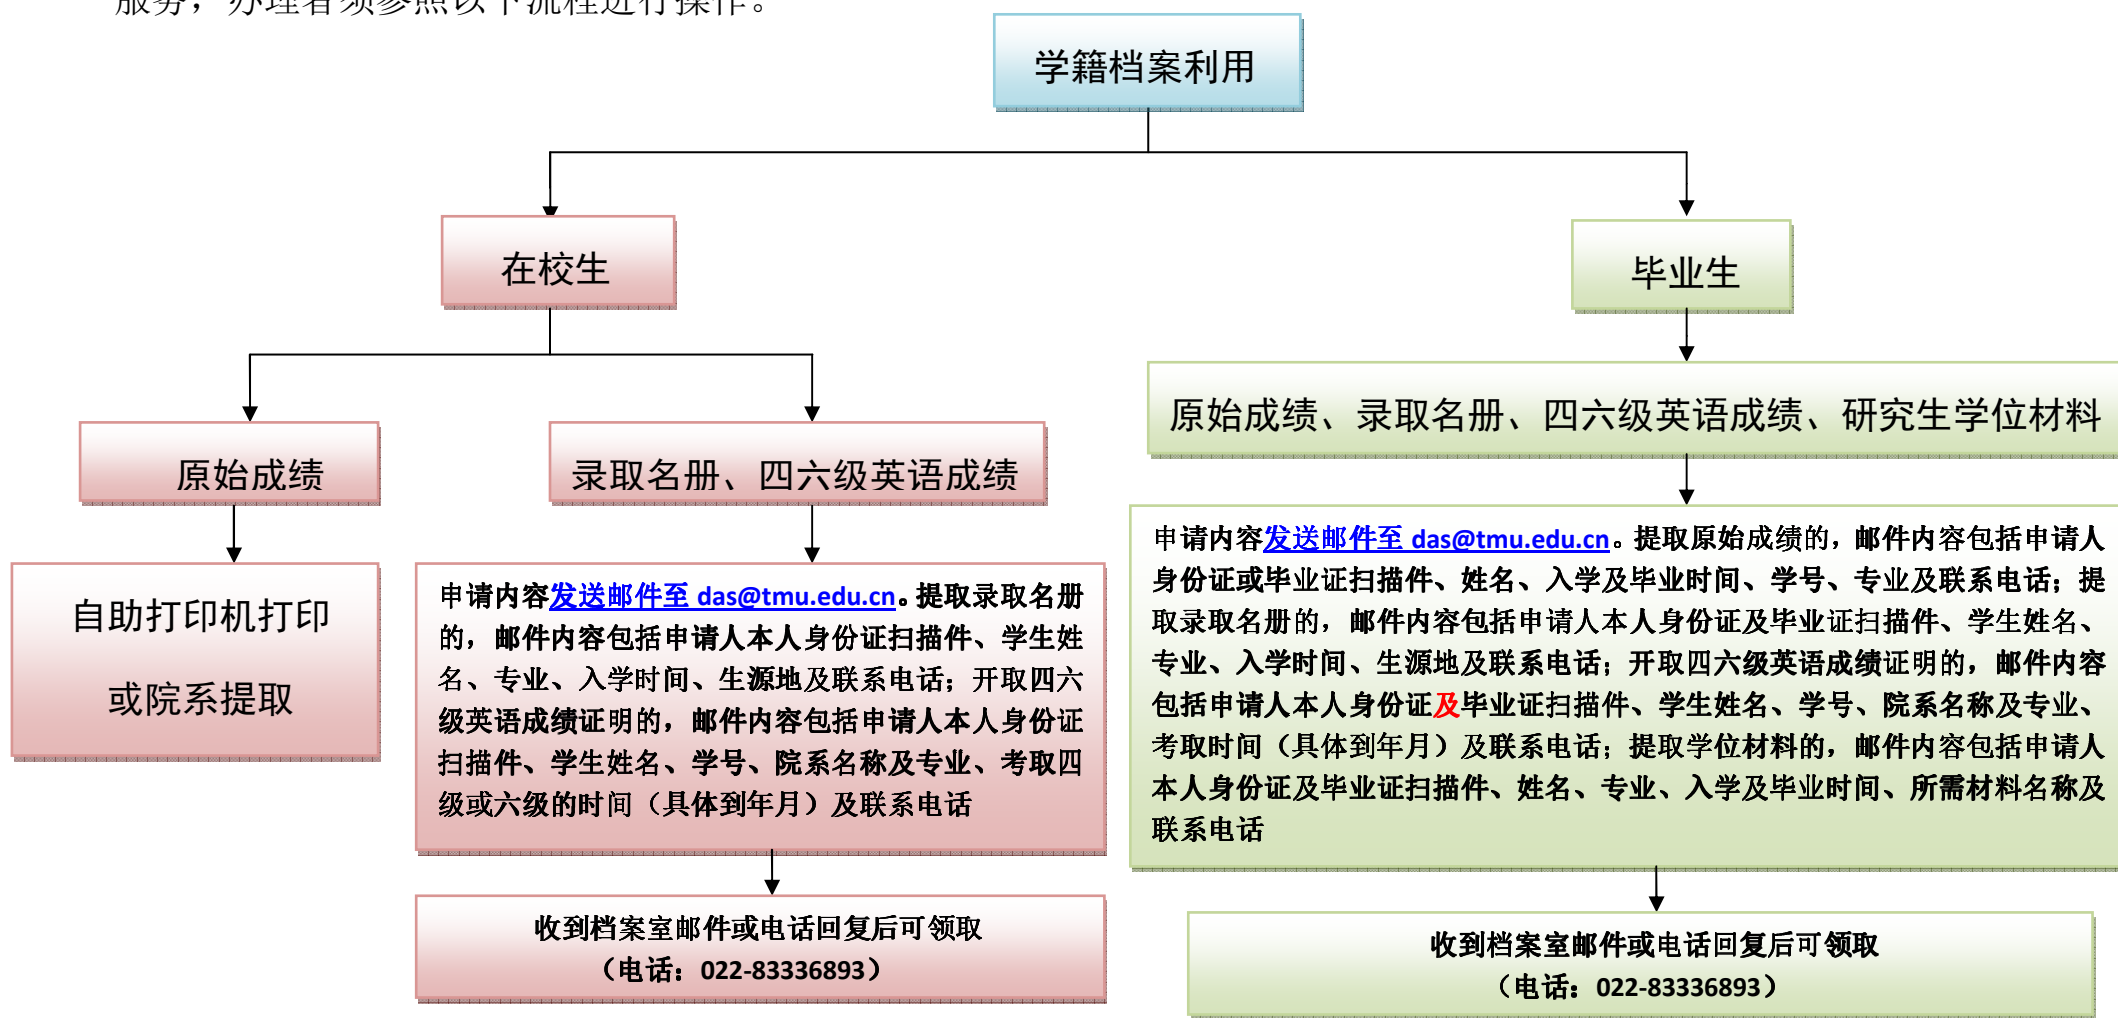 服务，办理者须参照以下流程进行操作。
学籍档案利用
在校生
毕业生
原始成绩
录取名册、四六级英语成绩
原始成绩、录取名册、四六级英语成绩、研究生学位材料
自助打印机打印
或院系提取
申请内容发送邮件至 das@tmu.edu.cn。提取录取名册
的，邮件内容包括申请人本人身份证扫描件、学生姓
名、专业、入学时间、生源地及联系电话；开取四六
级英语成绩证明的，邮件内容包括申请人本人身份证
扫描件、学生姓名、学号、院系名称及专业、考取四
级或六级的时间（具体到年月）及联系电话
收到档案室邮件或电话回复后可领取
（电话：022-83336893）
申请内容发送邮件至 das@tmu.edu.cn。提取原始成绩的，邮件内容包括申请人
身份证或毕业证扫描件、姓名、入学及毕业时间、学号、专业及联系电话；提
取录取名册的，邮件内容包括申请人本人身份证及毕业证扫描件、学生姓名、
专业、入学时间、生源地及联系电话；开取四六级英语成绩证明的，邮件内容
包括申请人本人身份证及毕业证扫描件、学生姓名、学号、院系名称及专业、
考取时间（具体到年月）及联系电话；提取学位材料的，邮件内容包括申请人
本人身份证及毕业证扫描件、姓名、专业、入学及毕业时间、所需材料名称及
联系电话
收到档案室邮件或电话回复后可领取
（电话：022-83336893）